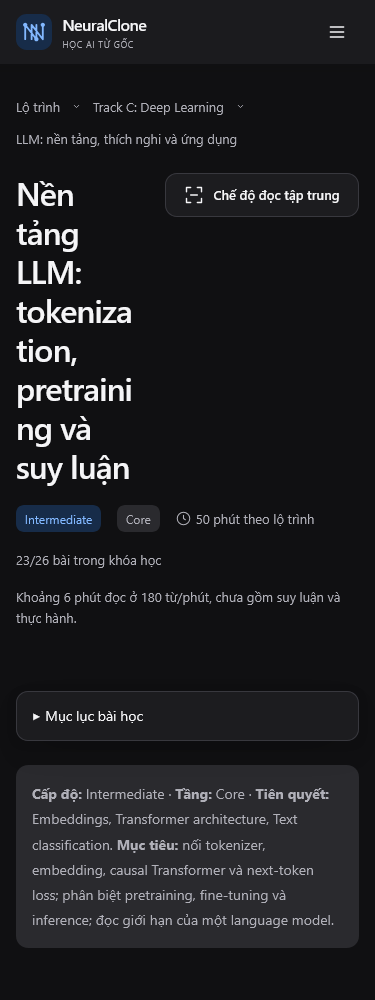 NeuralClone
HỌC AI TỪ GỐC
Lộ trình
Track C: Deep Learning
LLM: nền tảng, thích nghi và ứng dụng
Nền
tảng
LLM:
tokeniza
tion,
pretraini
ng và
suy luận
Chế độ đọc tập trung
Intermediate
Core
50 phút theo lộ trình
23/26 bài trong khóa học
Khoảng 6 phút đọc ở 180 từ/phút, chưa gồm suy luận và
thực hành.
▸ Mục lục bài học
Cấp độ: Intermediate · Tầng: Core · Tiên quyết:
Embeddings, Transformer architecture, Text
classification. Mục tiêu: nối tokenizer,
embedding, causal Transformer và next-token
loss; phân biệt pretraining, fine-tuning và
inference; đọc giới hạn của một language model.